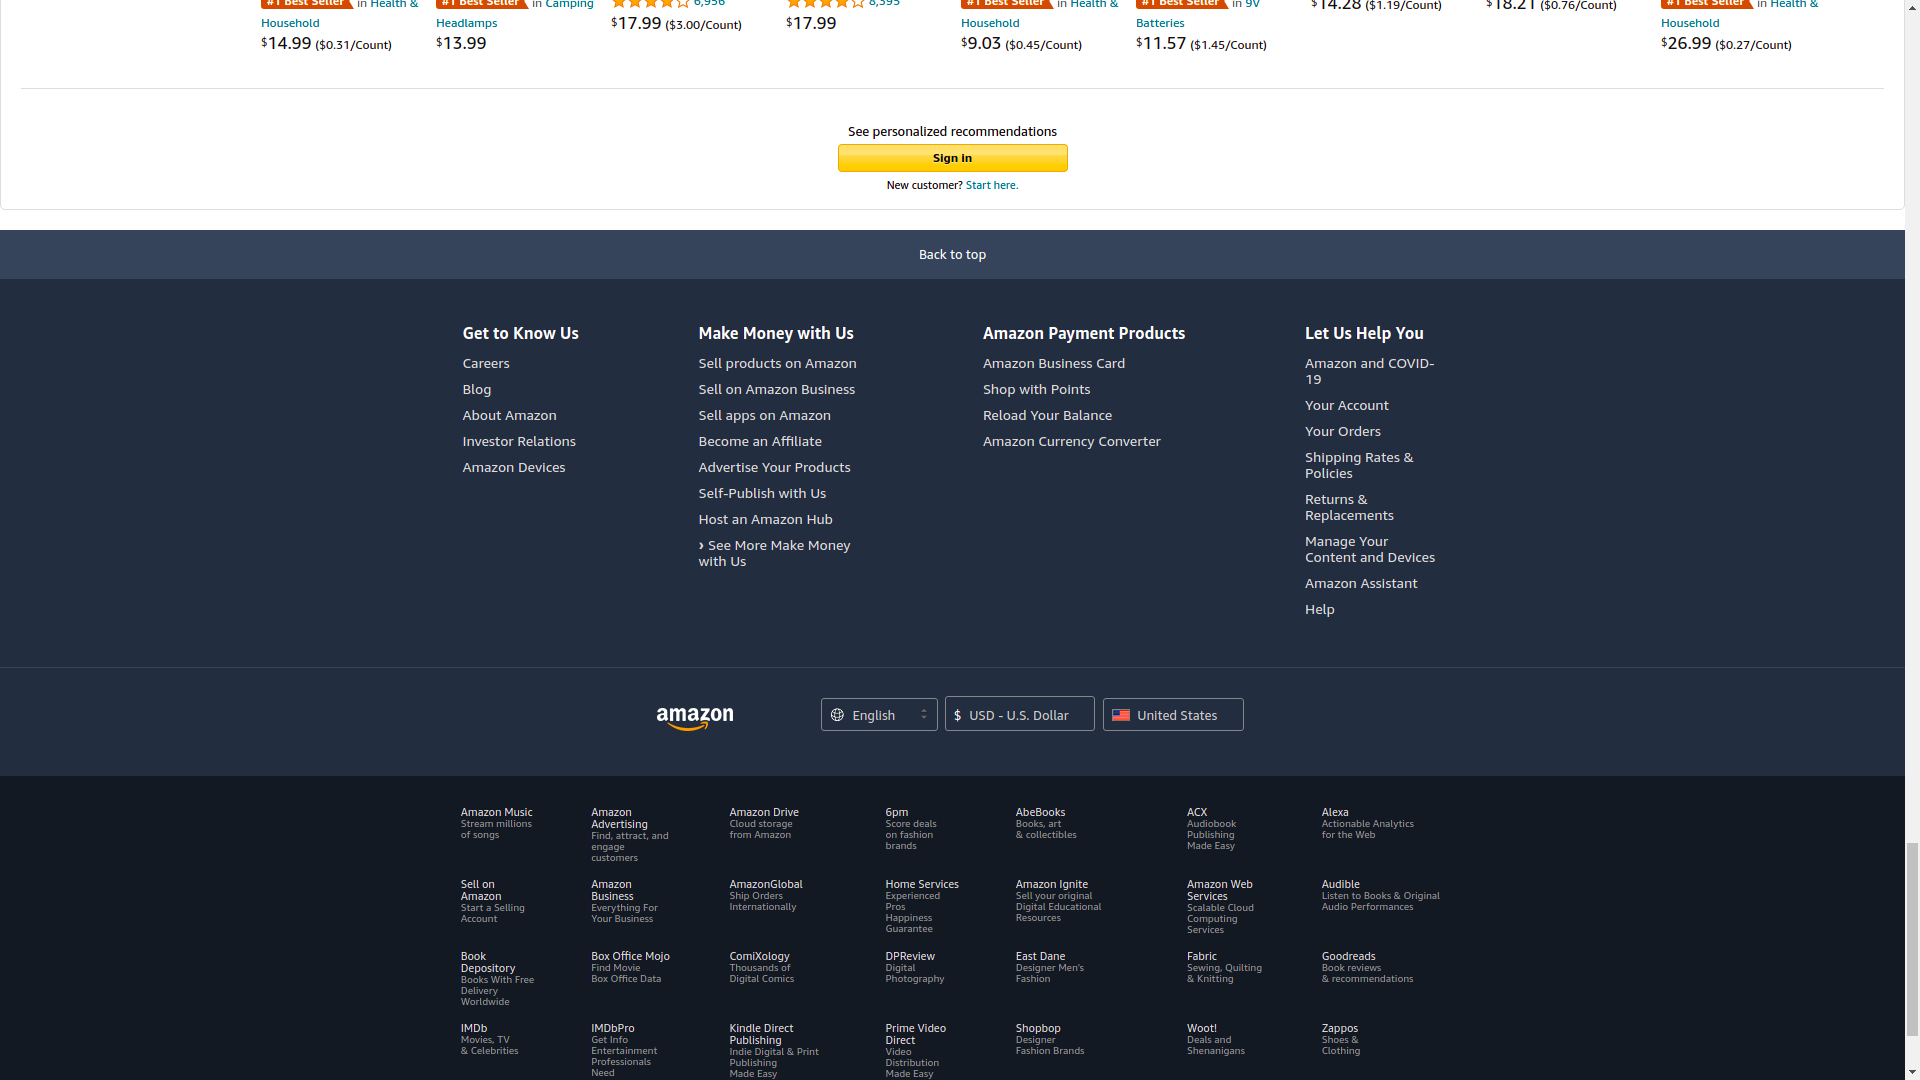 #1 Best Seller in Health &
Household
$14.99 ($0.31/Count)
#1 Best Seller in Camping
Headlamps
$13.99
6,956
$17.99 ($3.00/Count)
8,395
$17.99
#1 Best Seller in Health &
Household
$9.03 ($0.45/Count)
#1 Best Seller in 9V
Batteries
$11.57 ($1.45/Count)
$14.28 ($1.19/Count)
$18.21 ($0.76/Count)
#1 Best Seller in Health &
Household
$26.99 ($0.27/Count)
See personalized recommendations
Sign in
New customer? Start here.
Back to top
Get to Know Us
Careers
Blog
About Amazon
Investor Relations
Amazon Devices
Make Money with Us
Sell products on Amazon
Sell on Amazon Business
Sell apps on Amazon
Become an Affiliate
Advertise Your Products
Self-Publish with Us
Host an Amazon Hub
› See More Make Money
with Us
Amazon Payment Products
Amazon Business Card
Shop with Points
Reload Your Balance
Amazon Currency Converter
Let Us Help You
Amazon and COVID-
19
Your Account
Your Orders
Shipping Rates &
Policies
Returns &
Replacements
Manage Your
Content and Devices
Amazon Assistant
Help
amazon
English
$ USD - U.S. Dollar
United States
Amazon Music
Stream millions
of songs
Amazon
Advertising
Find, attract, and
engage
customers
Amazon Drive
Cloud storage
from Amazon
6pm
Score deals
on fashion
brands
AbeBooks
Books, art
& collectibles
ACX
Audiobook
Publishing
Made Easy
Alexa
Actionable Analytics
for the Web
Sell on
Amazon
Start a Selling
Account
Amazon
Business
Everything For
Your Business
AmazonGlobal
Ship Orders
Internationally
Home Services
Experienced
Pros
Happiness
Guarantee
Amazon Ignite
Sell your original
Digital Educational
Resources
Amazon Web
Services
Scalable Cloud
Computing
Services
Audible
Listen to Books & Original
Audio Performances
Book
Depository
Books With Free
Delivery
Worldwide
Box Office Mojo
Find Movie
Box Office Data
ComiXology
Thousands of
Digital Comics
DPReview
Digital
Photography
East Dane
Designer Men's
Fashion
Fabric
Sewing, Quilting
& Knitting
Goodreads
Book reviews
& recommendations
IMDb
Movies, TV
& Celebrities
IMDbPro
Get Info
Entertainment
Professionals
Need
Kindle Direct
Publishing
Indie Digital & Print
Publishing
Made Easy
Prime Video
Direct
Video
Distribution
Made Easy
Shopbop
Designer
Fashion Brands
Woot!
Deals and
Shenanigans
Zappos
Shoes &
Clothing